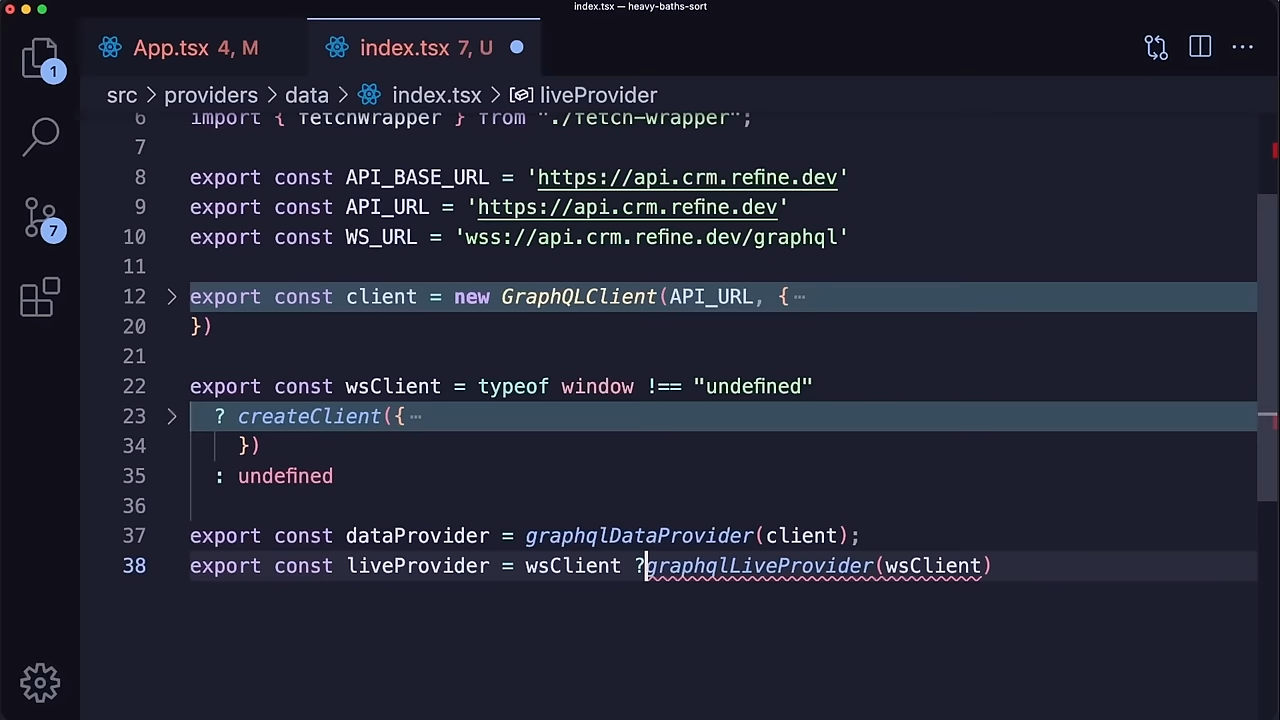 index.tsx — heavy-baths-sort
App.tsx 4, M
index.tsx 7, U
1
src > providers > data > index.tsx > liveProvider
6 import { fetchWrapper } from "./fetch-wrapper";
7
8 export const API_BASE_URL = 'https://api.crm.refine.dev'
9 export const API_URL = 'https://api.crm.refine.dev'
10 export const WS_URL = 'wss://api.crm.refine.dev/graphql'
11
7
12 > export const client = new GraphQLClient(API_URL, { ⋯
20 })
21
22 export const wsClient = typeof window !== "undefined"
23 > ? createClient({ ⋯
34 })
35 : undefined
36
37 export const dataProvider = graphqlDataProvider(client);
38 export const liveProvider = wsClient ?graphqlLiveProvider(wsClient)